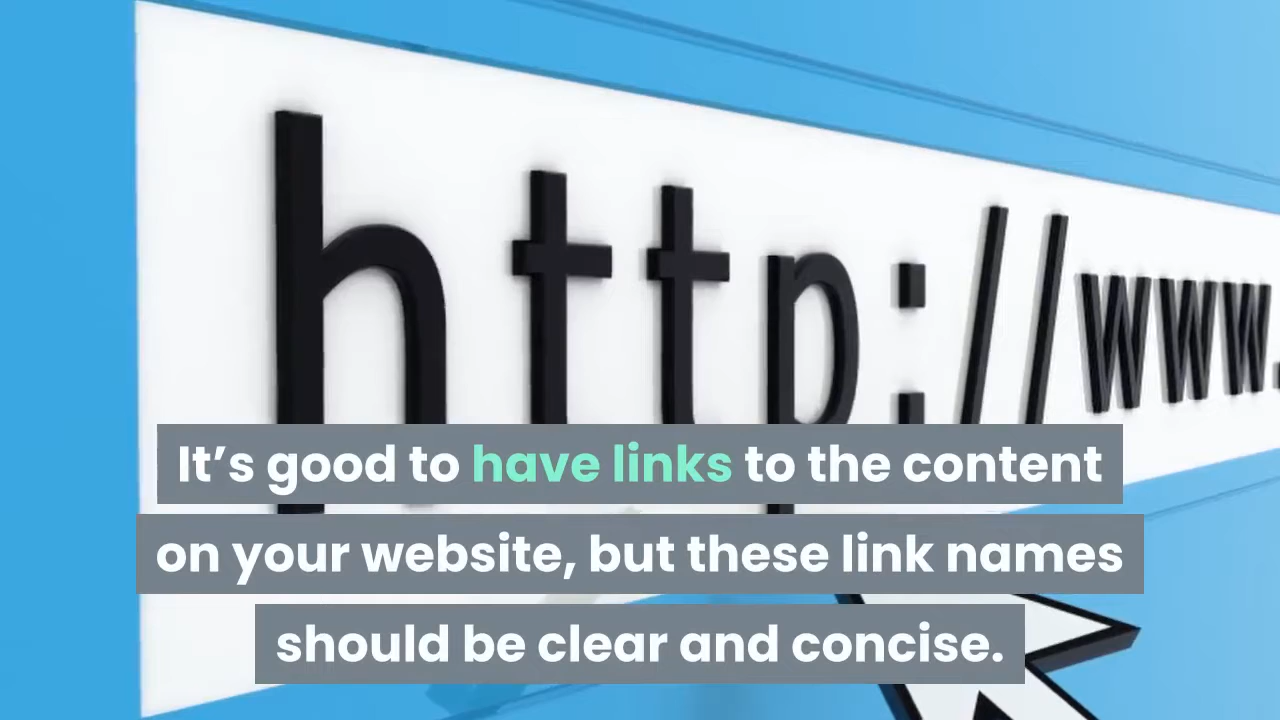 http://www.
It’s good to have links to the content
on your website, but these link names
should be clear and concise.